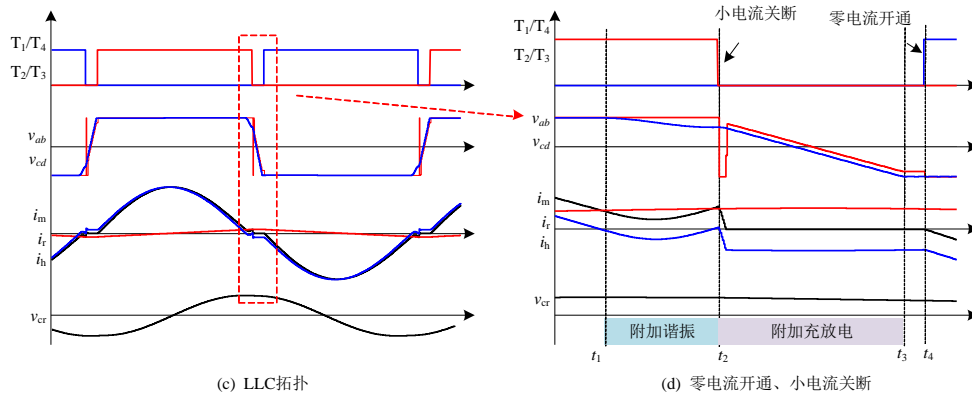 T1/T4
T2/T3
vab
vcd
im
ir
ih
vcr
(c) LLC拓扑
小电流关断
零电流开通
T1/T4
T2/T3
vab
vcd
im
ir
ih
vcr
附加谐振
附加充放电
t1
t2
t3
t4
(d) 零电流开通、小电流关断